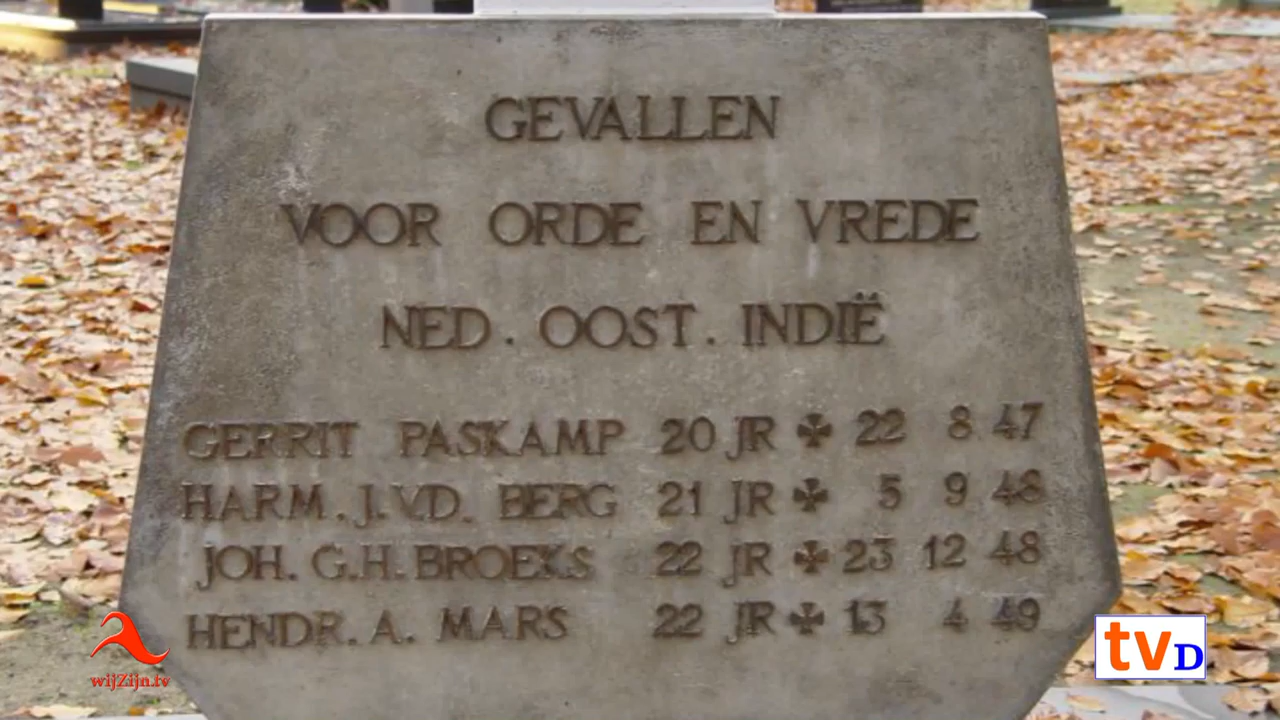 GEVALLEN
VOOR ORDE EN VREDE
NED. OOST. INDIË
GERRIT PASKAMP 20 JR ✠ 22 8 47
HARM. J. V.D. BERG 21 JR ✠ 5 9 48
JOH. G.H. BROEKS 22 JR ✠ 23 12 48
HENDR. A. MARS 22 JR ✠ 13 4 49
wijZijn.tv
tvD